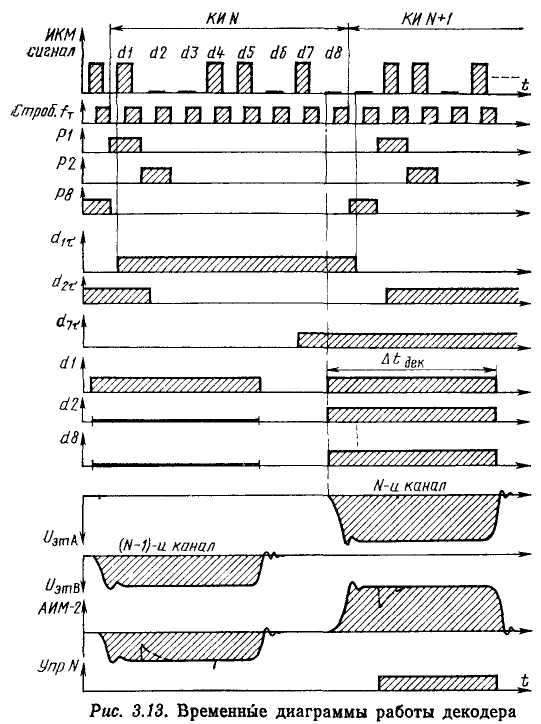 КИ N КИ N+1
ИКМ
сигнал
d1 d2 d3 d4 d5 d6 d7 d8
t
Строб. fт
P1
P2
P8
d1τ
d2τ
d7τ
d1
Δt дек
d2
d8
N-й канал
UэтА
(N-1)-й канал
UэтВ
АИМ-2
Упр N
t
Рис. 3.13. Временные диаграммы работы декодера